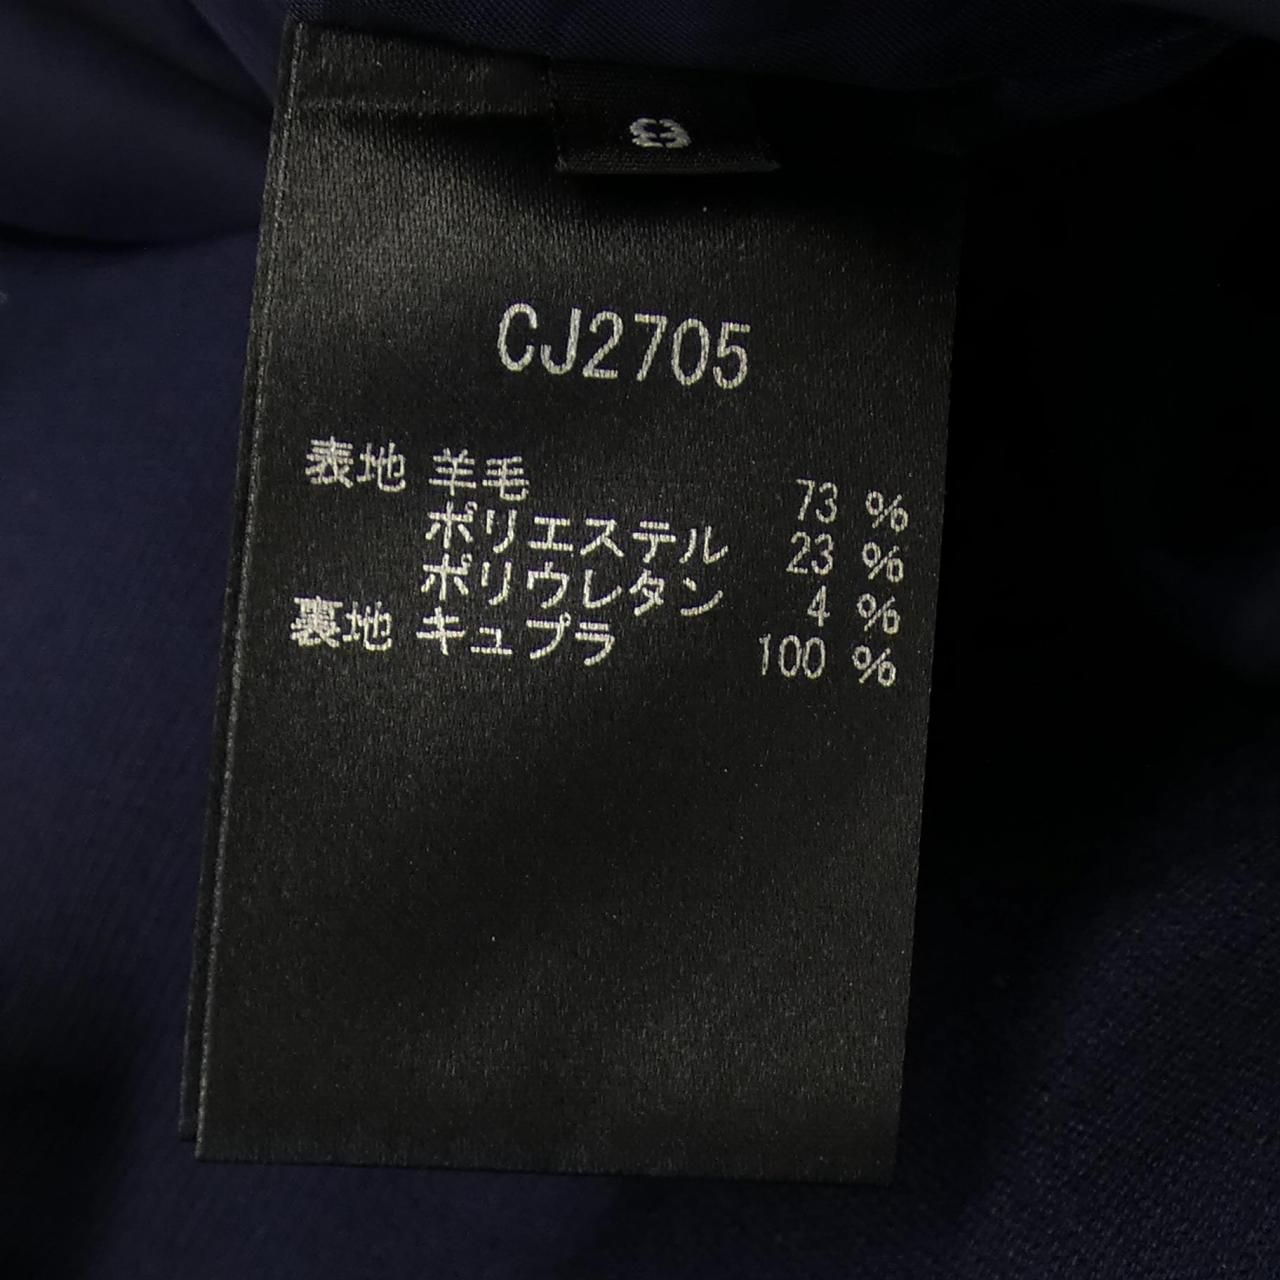 8
CJ2705
表地 羊毛 73 %
ポリエステル 23 %
ポリウレタン 4 %
裏地 キュプラ 100 %